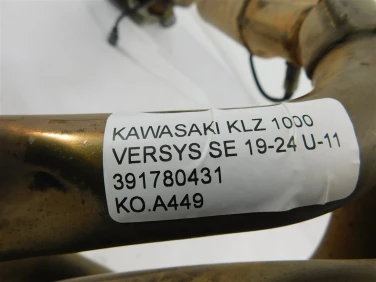 KAWASAKI KLZ 1000
VERSYS SE 19-24 U-11
391780431
KO.A449